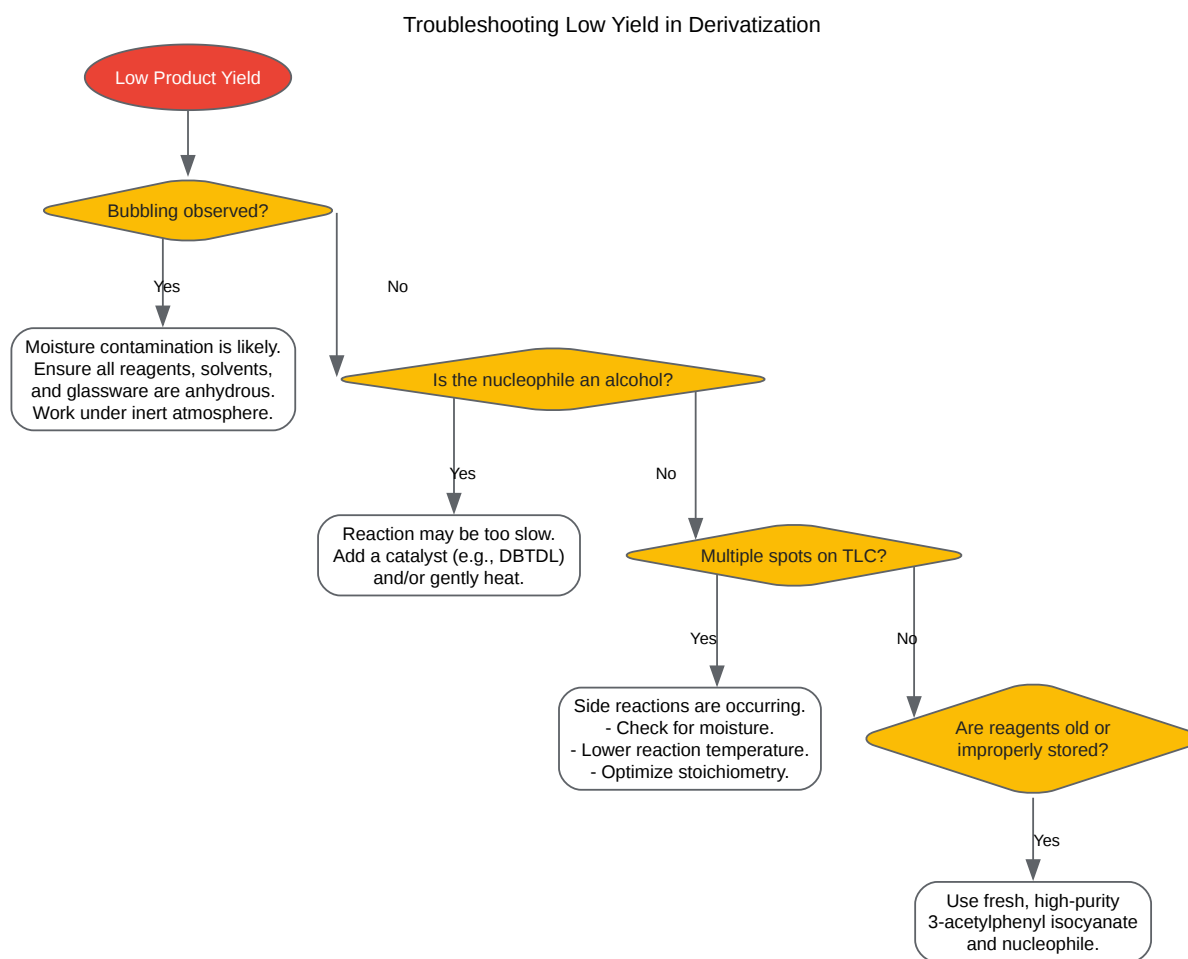 Troubleshooting Low Yield in Derivatization
Low Product Yield
Bubbling observed?
Yes
No
Moisture contamination is likely.
Ensure all reagents, solvents,
and glassware are anhydrous.
Work under inert atmosphere.
Is the nucleophile an alcohol?
Yes
No
Reaction may be too slow.
Add a catalyst (e.g., DBTDL)
and/or gently heat.
Multiple spots on TLC?
Yes
No
Side reactions are occurring.
- Check for moisture.
- Lower reaction temperature.
- Optimize stoichiometry.
Are reagents old or
improperly stored?
Yes
Use fresh, high-purity
3-acetylphenyl isocyanate
and nucleophile.